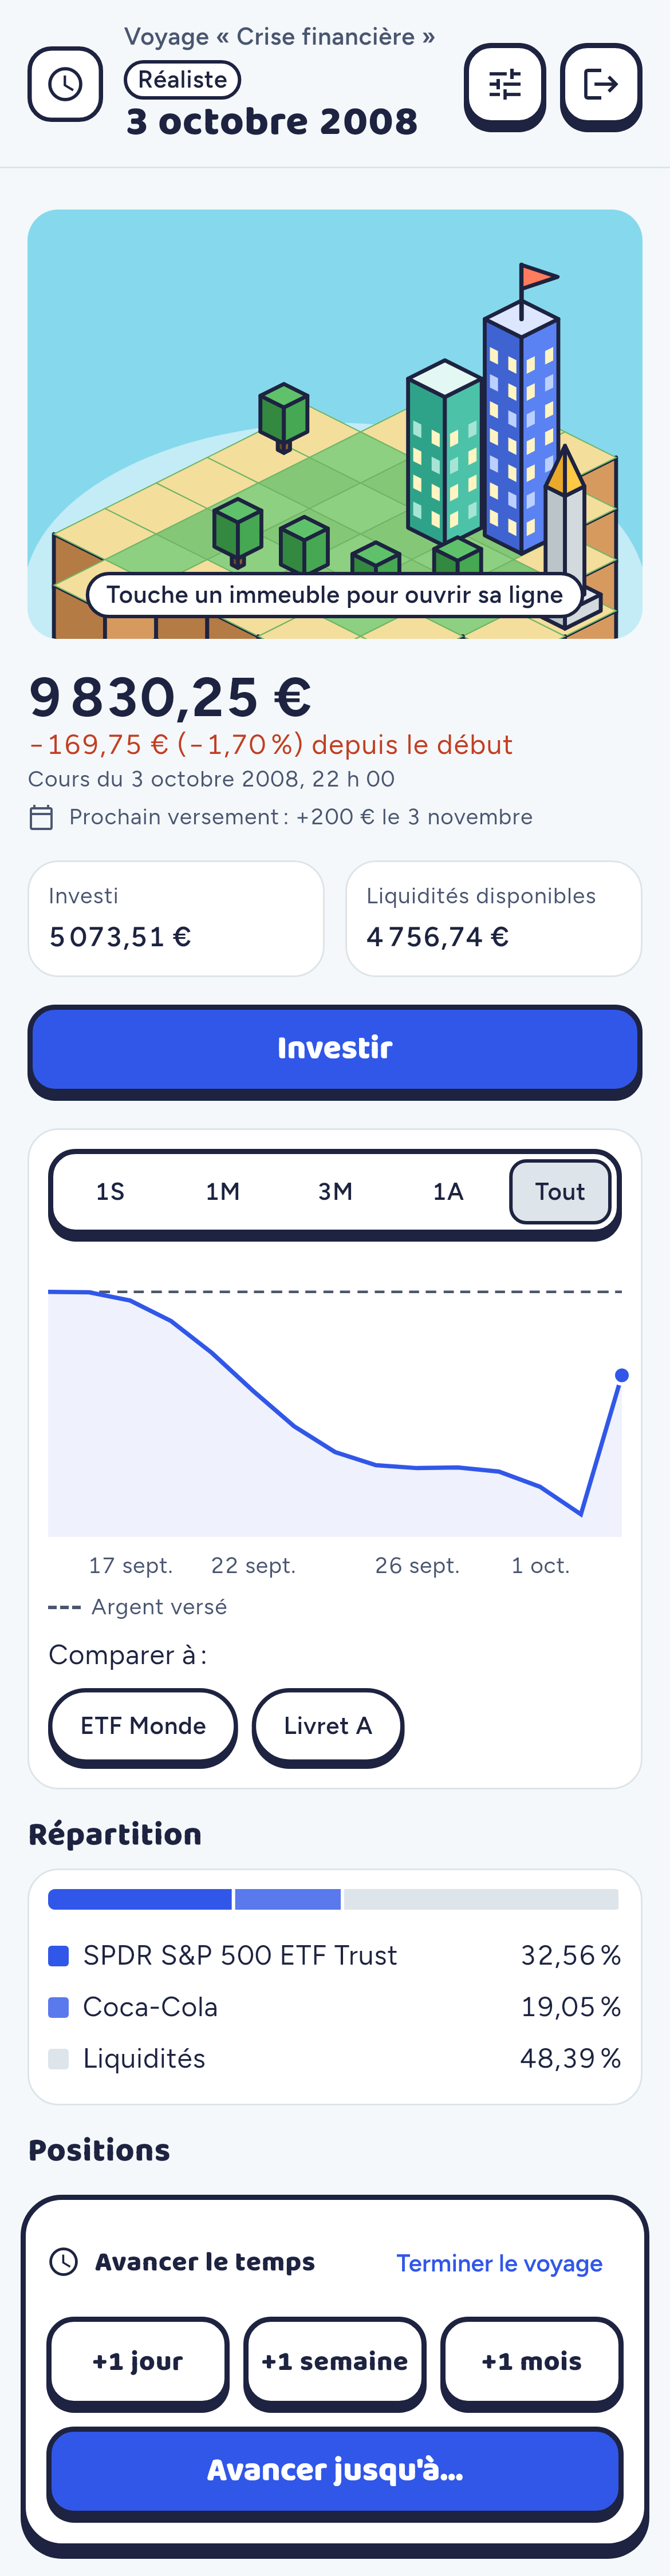 Voyage « Crise financière »
Réaliste
3 octobre 2008
Touche un immeuble pour ouvrir sa ligne
9 830,25 €
−169,75 € (−1,70 %) depuis le début
Cours du 3 octobre 2008, 22 h 00
Prochain versement : +200 € le 3 novembre
Investi
5 073,51 €
Liquidités disponibles
4 756,74 €
Investir
1S 1M 3M 1A Tout
17 sept. 22 sept. 26 sept. 1 oct.
Argent versé
Comparer à :
ETF Monde Livret A
Répartition
SPDR S&P 500 ETF Trust 32,56 %
Coca-Cola 19,05 %
Liquidités 48,39 %
Positions
Avancer le temps Terminer le voyage
+1 jour +1 semaine +1 mois
Avancer jusqu'à...